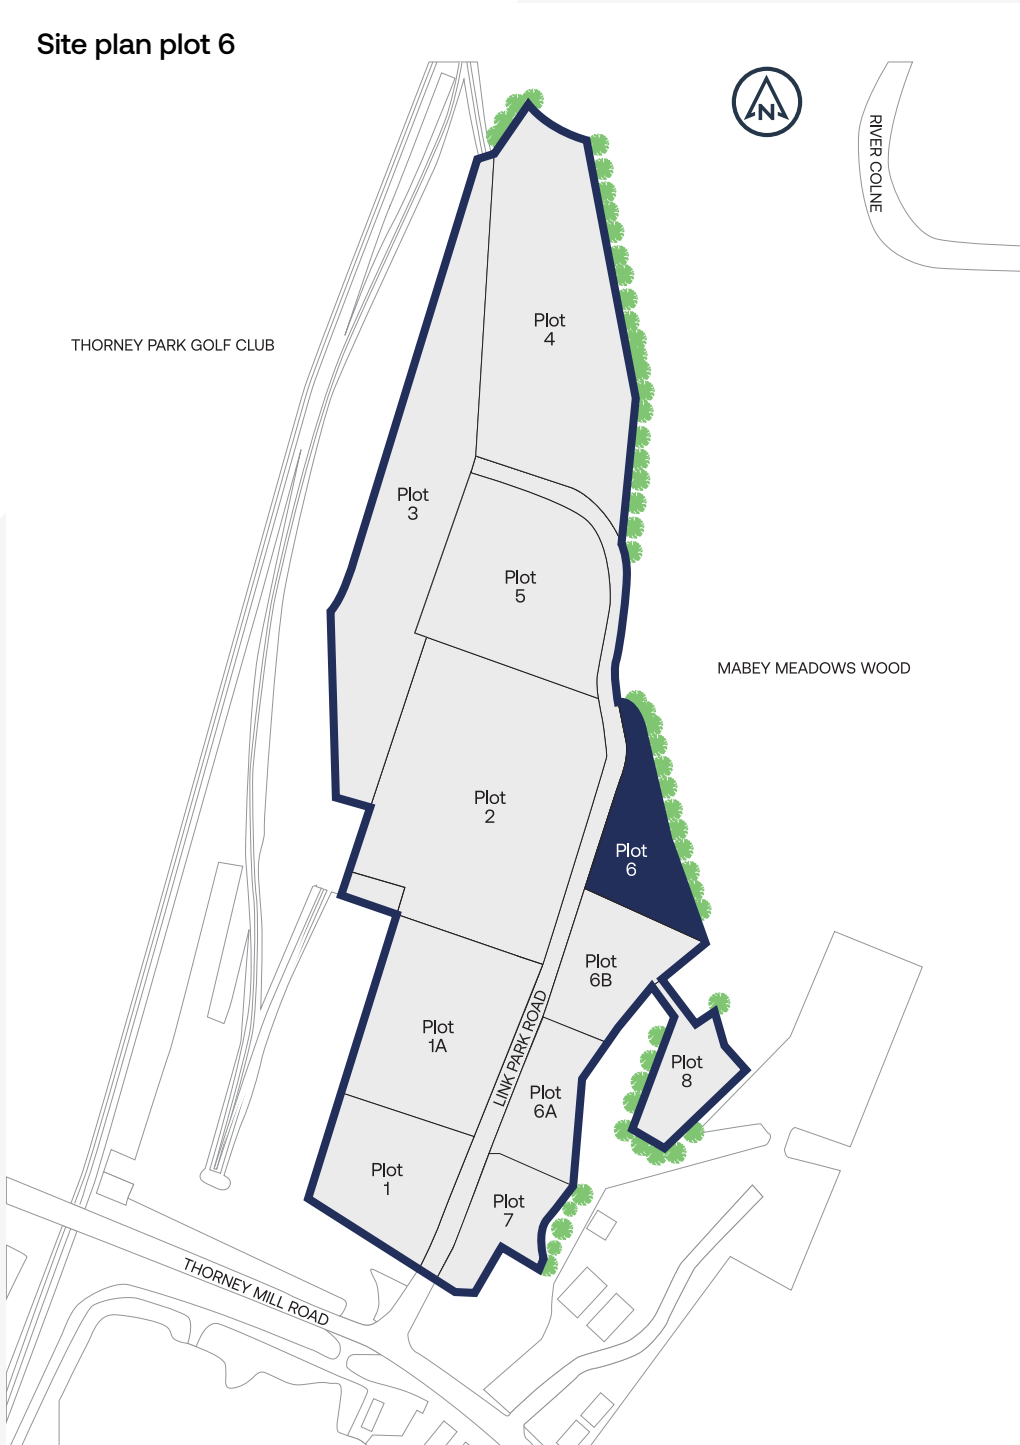 Site plan plot 6
N
RIVER COLNE
THORNEY PARK GOLF CLUB
Plot
4
Plot
3
Plot
5
MABEY MEADOWS WOOD
Plot
2
Plot
6
Plot
6B
Plot
1A
LINK PARK ROAD
Plot
8
Plot
6A
Plot
1
Plot
7
THORNEY MILL ROAD